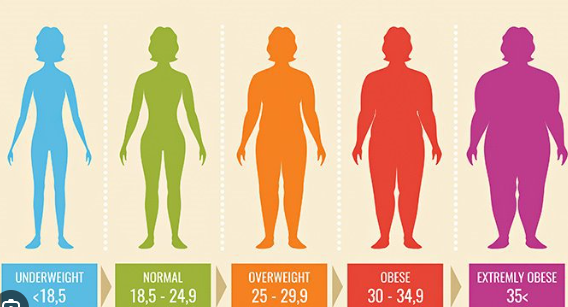 UNDERWEIGHT
<18,5
NORMAL
18,5 - 24,9
OVERWEIGHT
25 - 29,9
OBESE
30 - 34,9
EXTREMLY OBESE
35<